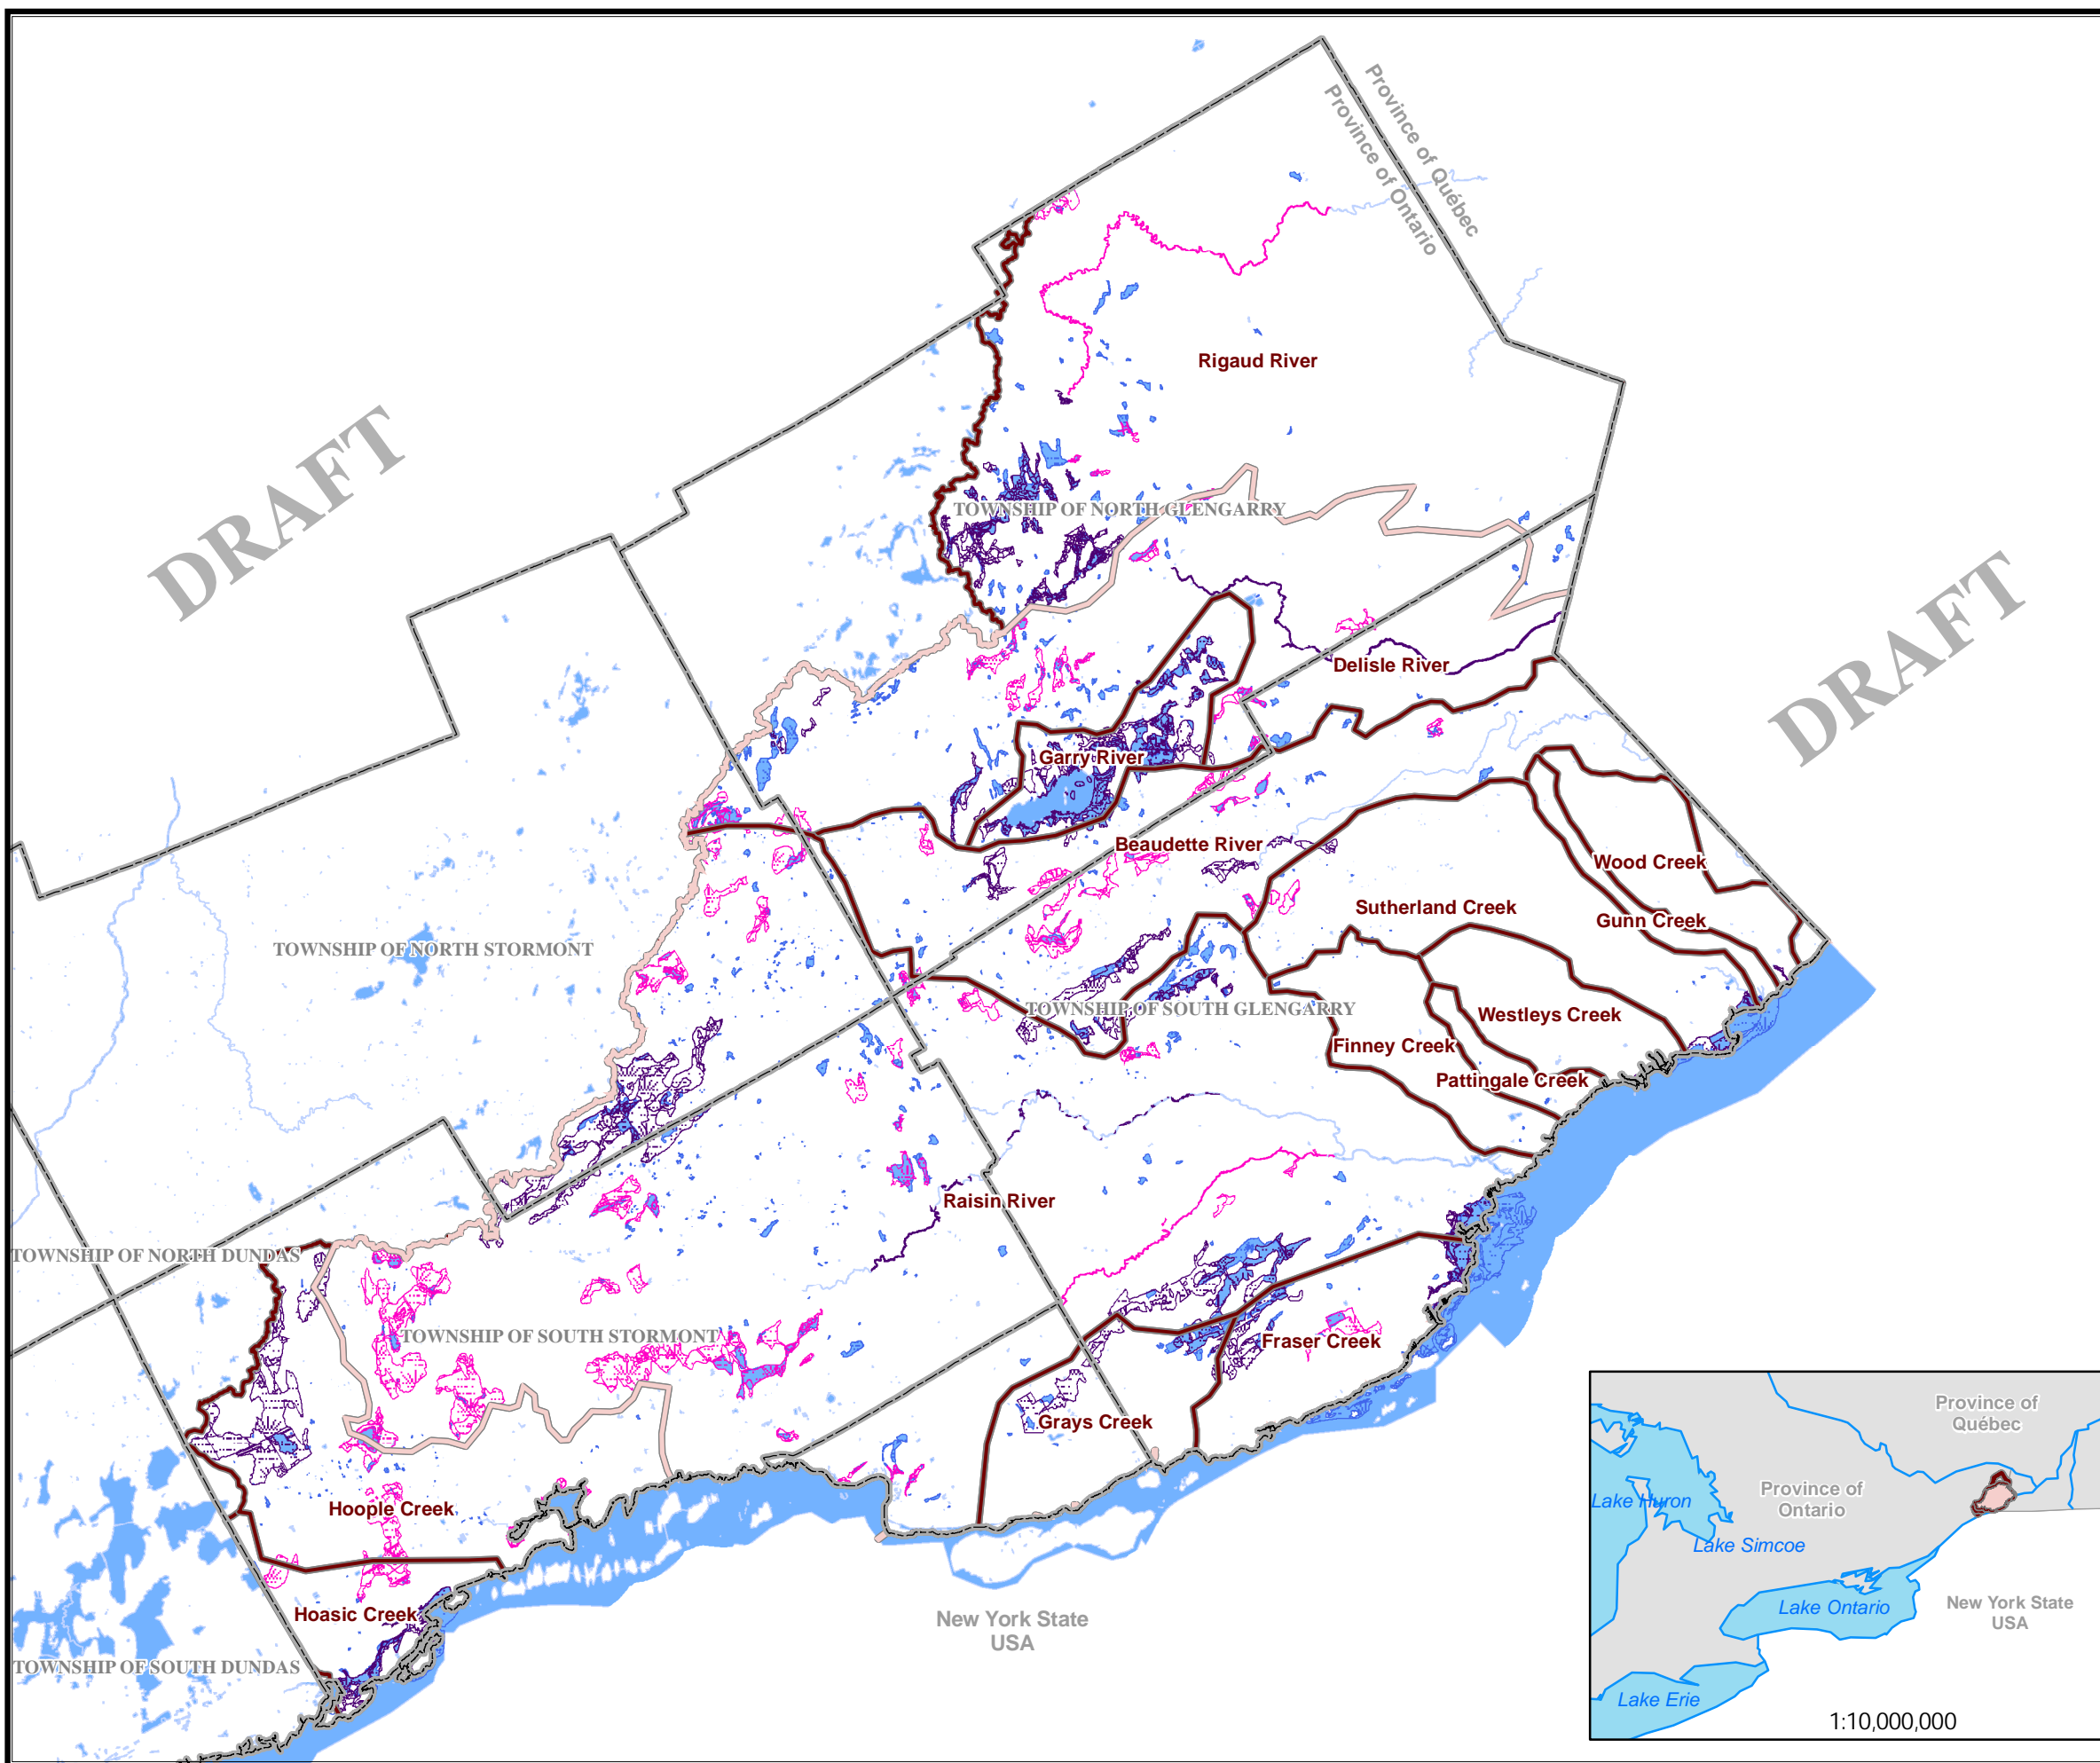 Province of Québec
Province of Ontario
Rigaud River
DRAFT
TOWNSHIP OF NORTH GLENGARRY
DRAFT
Delisle River
Garry River
Beaudette River
Wood Creek
Sutherland Creek
Gunn Creek
TOWNSHIP OF NORTH STORMONT
TOWNSHIP OF SOUTH GLENGARRY
Westleys Creek
Finney Creek
Pattingale Creek
Raisin River
TOWNSHIP OF NORTH DUNDAS
TOWNSHIP OF SOUTH STORMONT
Fraser Creek
Grays Creek
Hoople Creek
Hoasic Creek
New York State
USA
TOWNSHIP OF SOUTH DUNDAS
Province of
Québec
Province of
Ontario
Lake Huron
Lake Simcoe
Lake Ontario
New York State
USA
Lake Erie
1:10,000,000